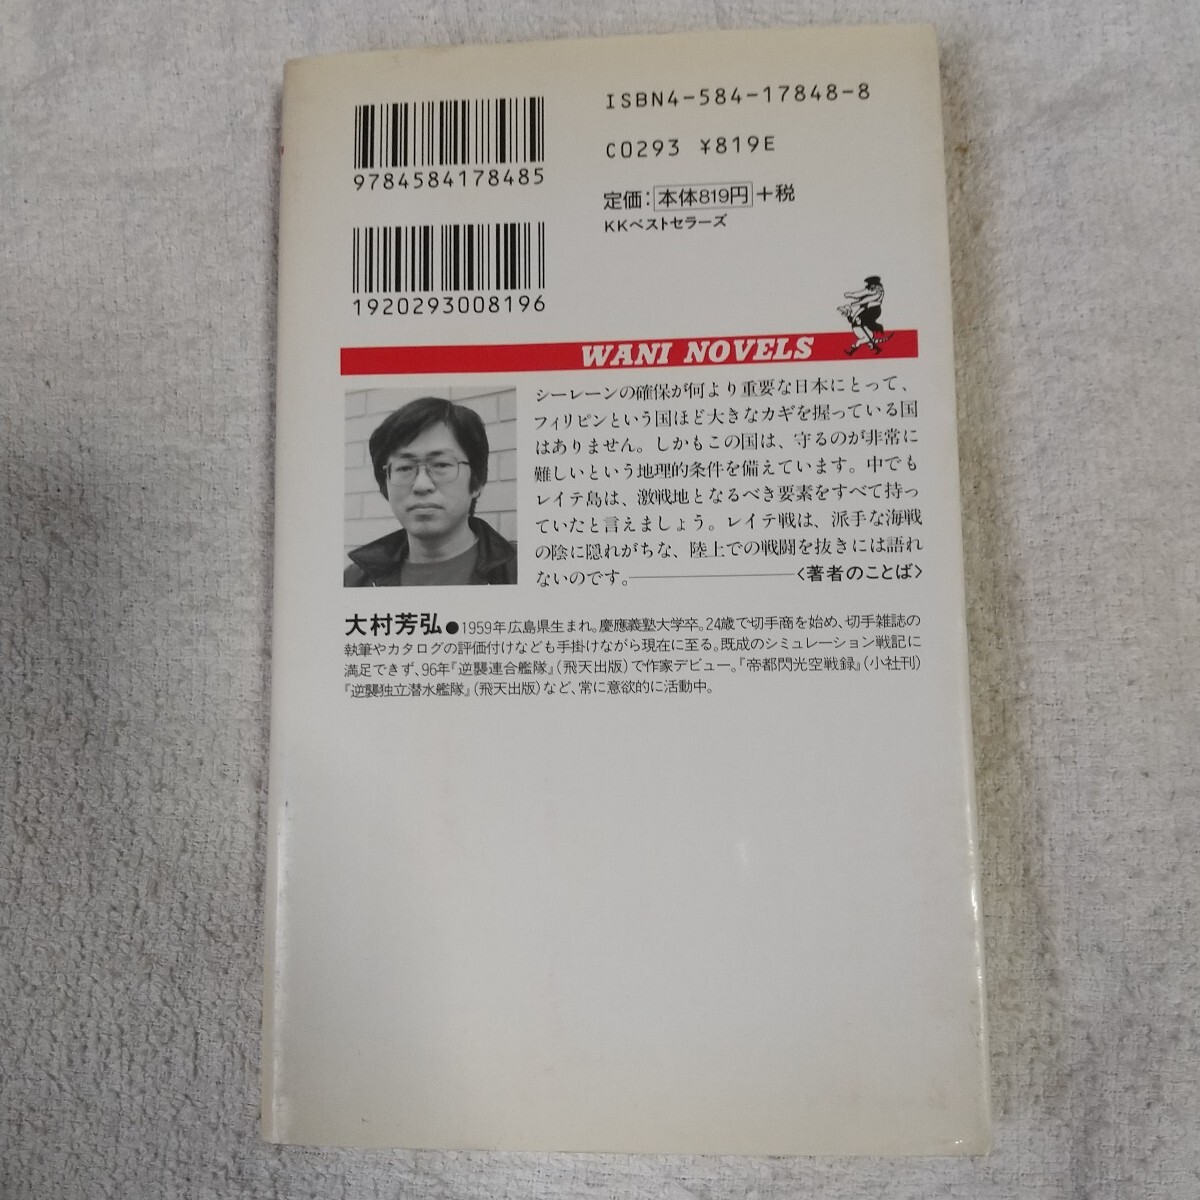 9784584178485
ISBN4-584-17848-8
C0293 ¥819E
定価：本体819円＋税
KKベストセラーズ
1920293008196
WANI NOVELS
シーレーンの確保が何より重要な日本にとって、
フィリピンという国ほど大きなカギを握っている国
はありません。しかもこの国は、守るのが非常に
難しいという地理的条件を備えています。中でも
レイテ島は、激戦地となるべき要素をすべて持っ
ていたと言えましょう。レイテ戦は、派手な海戦
の陰に隠れがちな、陸上での戦闘を抜きには語れ
ないのです。――――〈著者のことば〉
大村芳弘●1959年広島県生まれ。慶應義塾大学卒。24歳で切手商を始め、切手雑誌の
執筆やカタログの評価付けなども手掛けながら現在に至る。既成のシミュレーション戦記に
満足できず、96年『逆襲連合艦隊』（飛天出版）で作家デビュー。『帝都閃光空戦録』（小社刊）
『逆襲独立潜水艦隊』（飛天出版）など、常に意欲的に活動中。